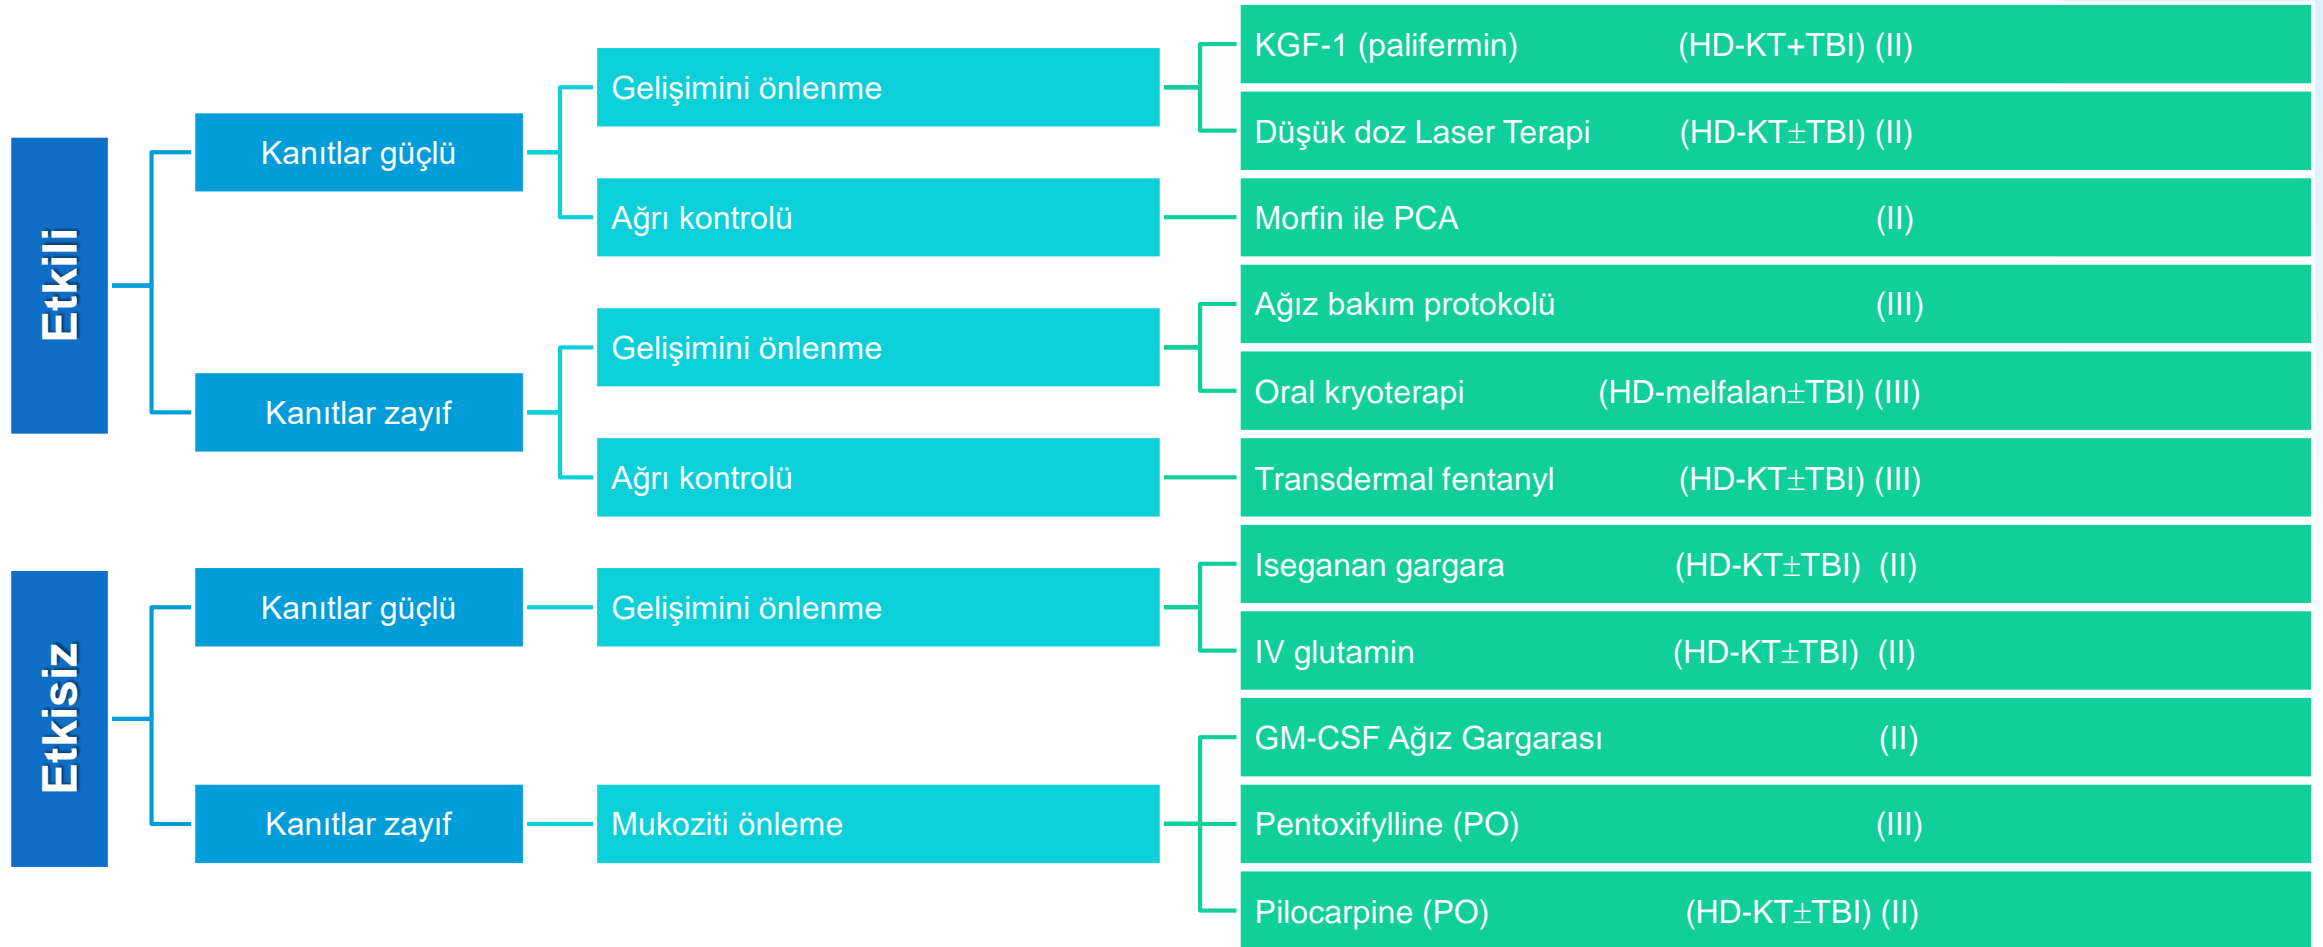 Etkili
Kanıtlar güçlü
Gelişimini önlenme
KGF-1 (palifermin) (HD-KT+TBI) (II)
Düşük doz Laser Terapi (HD-KT±TBI) (II)
Ağrı kontrolü
Morfin ile PCA (II)
Kanıtlar zayıf
Gelişimini önlenme
Ağız bakım protokolü (III)
Oral kryoterapi (HD-melfalan±TBI) (III)
Ağrı kontrolü
Transdermal fentanyl (HD-KT±TBI) (III)
Etkisiz
Kanıtlar güçlü
Gelişimini önlenme
Iseganan gargara (HD-KT±TBI) (II)
IV glutamin (HD-KT±TBI) (II)
Kanıtlar zayıf
Mukoziti önleme
GM-CSF Ağız Gargarası (II)
Pentoxifylline (PO) (III)
Pilocarpine (PO) (HD-KT±TBI) (II)